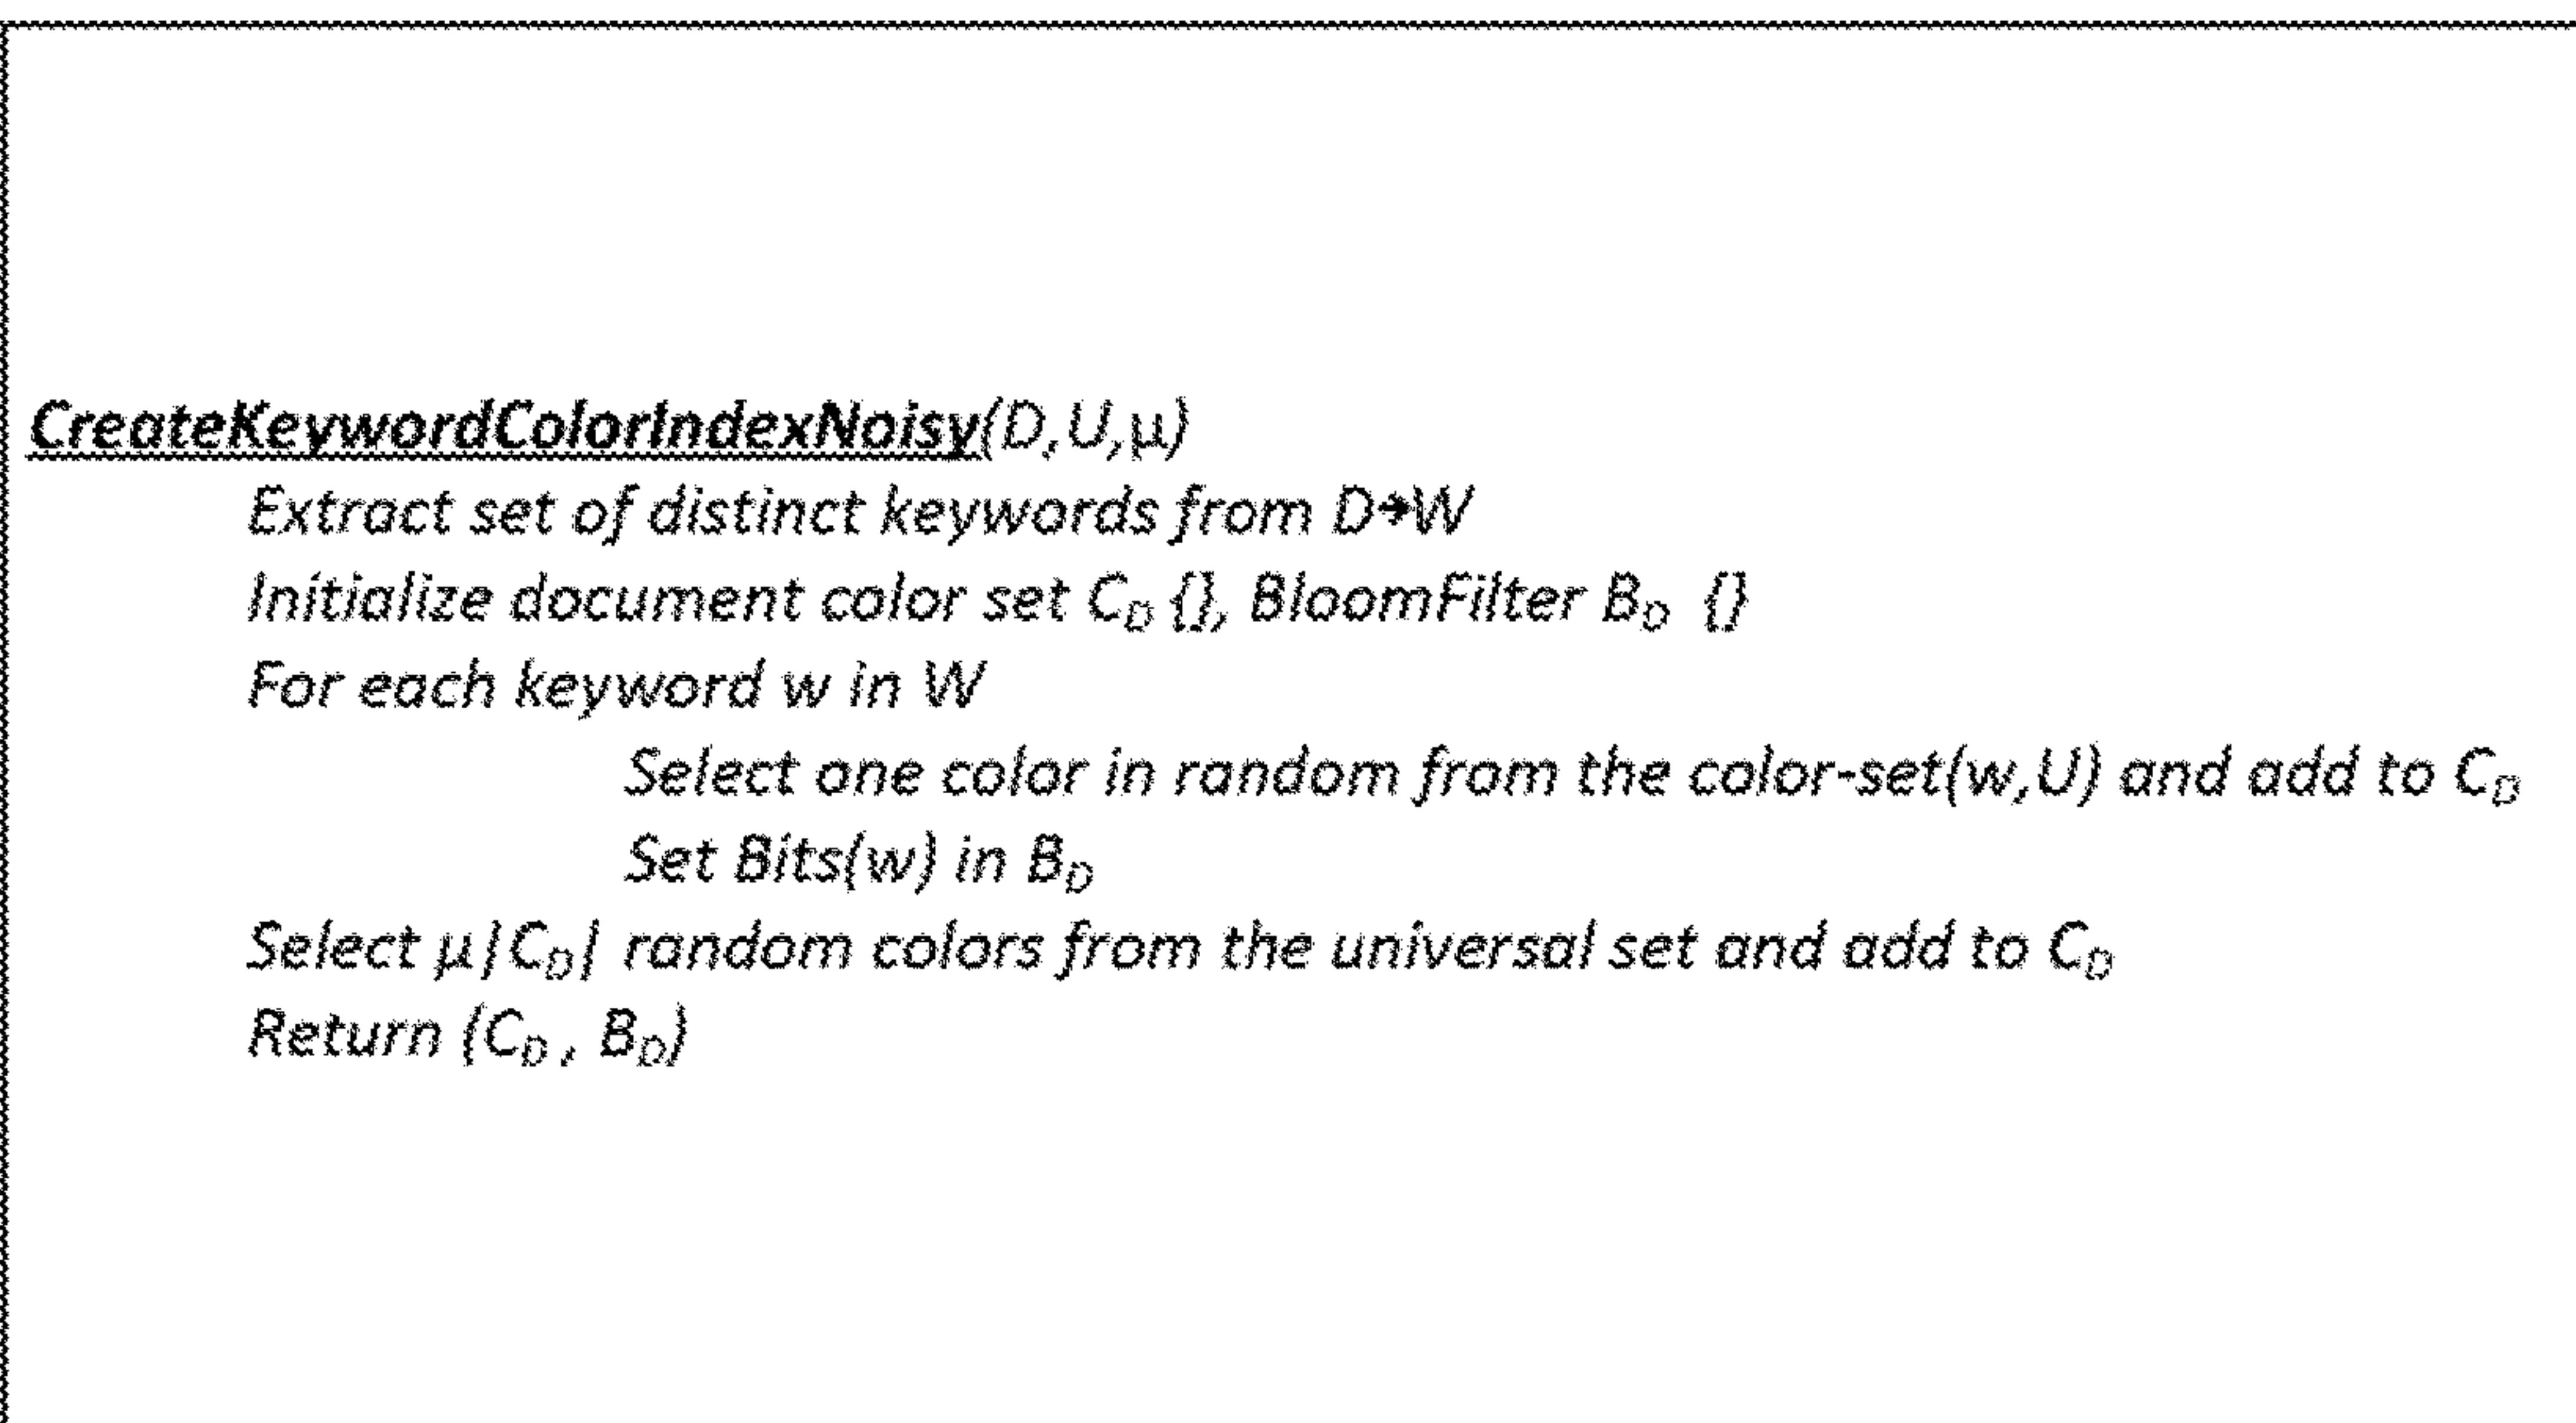 CreateKeywordColorIndexNoisy(D,U,µ)
Extract set of distinct keywords from D→W
Initialize document color set C_D {}, BloomFilter B_D {}
For each keyword w in W
Select one color in random from the color-set(w,U) and add to C_D
Set Bits(w) in B_D
Select µ|C_D| random colors from the universal set and add to C_D
Return (C_D , B_D)